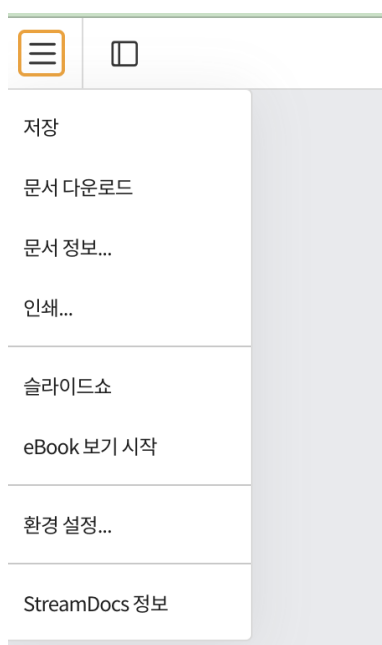 저장
문서 다운로드
문서 정보...
인쇄...
슬라이드쇼
eBook 보기 시작
환경 설정...
StreamDocs 정보